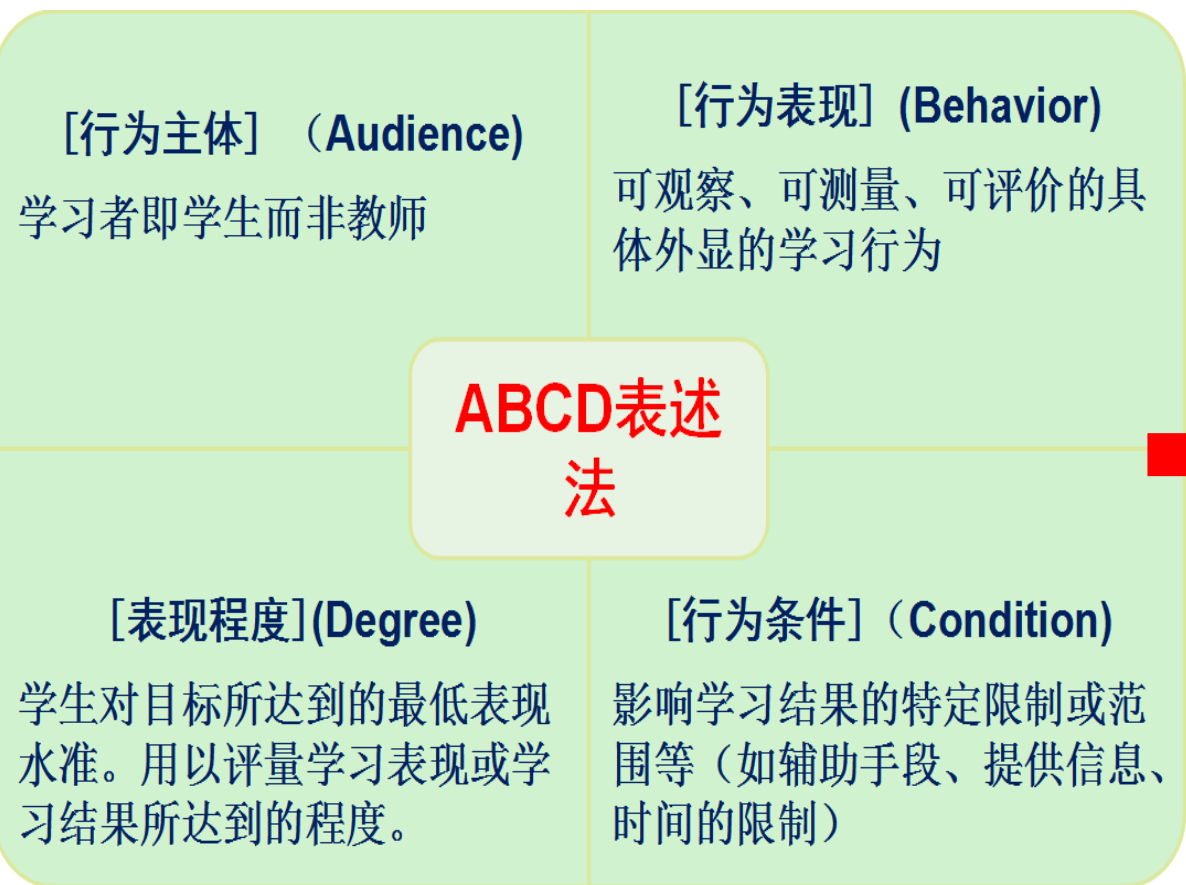 [行为主体] （Audience)
学习者即学生而非教师
[行为表现] (Behavior)
可观察、可测量、可评价的具
体外显的学习行为
ABCD表述
法
[表现程度](Degree)
学生对目标所达到的最低表现
水准。用以评量学习表现或学
习结果所达到的程度。
[行为条件]（Condition)
影响学习结果的特定限制或范
围等（如辅助手段、提供信息、
时间的限制）